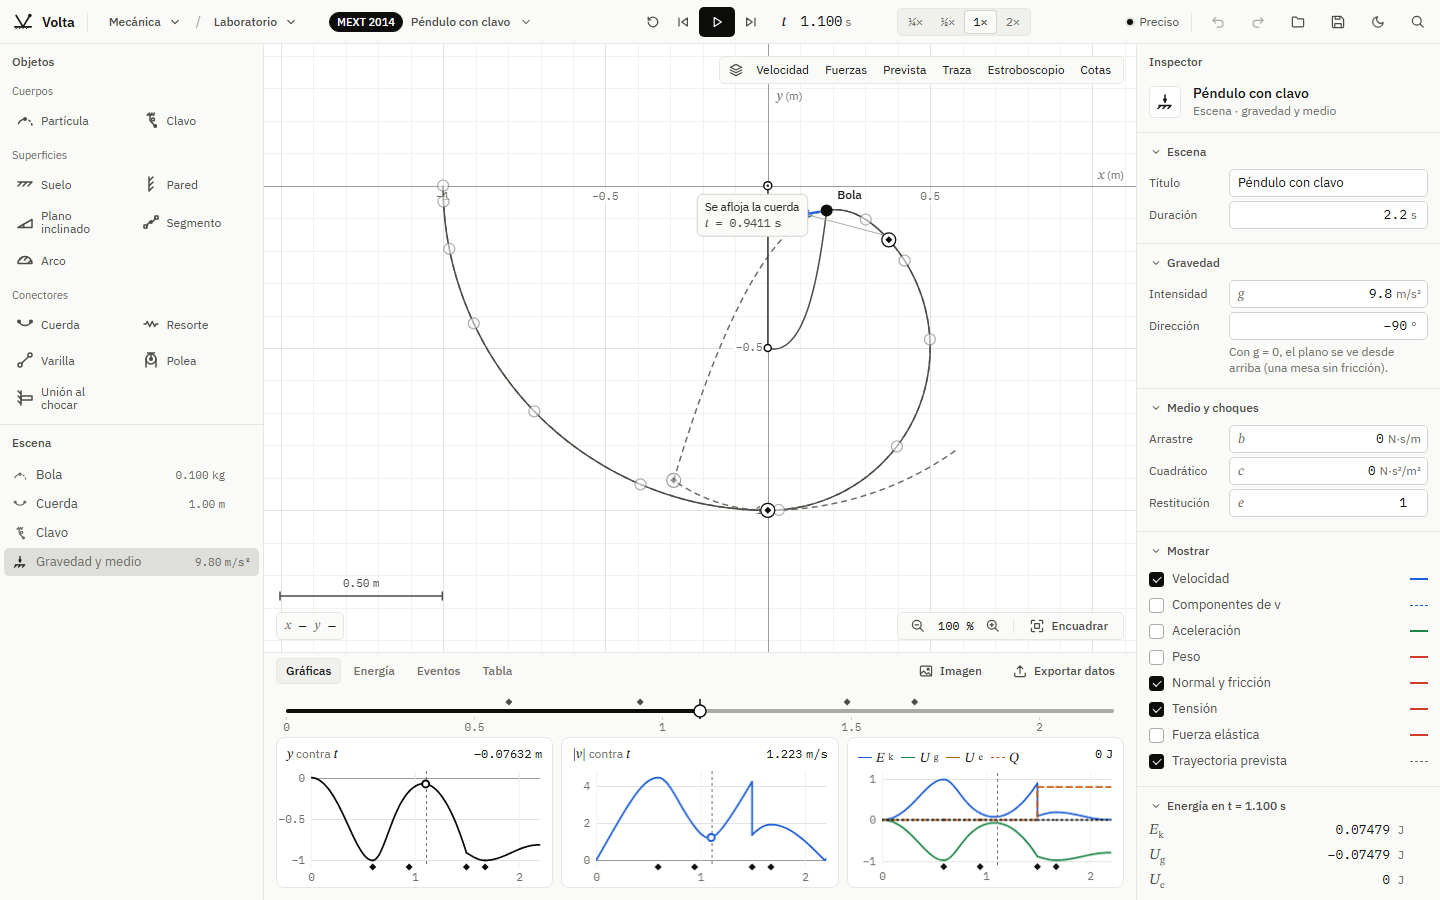 Volta
Mecánica
/
Laboratorio
MEXT 2014
Péndulo con clavo
t 1.100 s
¼×
½×
1×
2×
Preciso
Objetos
Cuerpos
Partícula
Clavo
Superficies
Suelo
Pared
Plano
inclinado
Segmento
Arco
Conectores
Cuerda
Resorte
Varilla
Polea
Unión al
chocar
Escena
Bola 0.100 kg
Cuerda 1.00 m
Clavo
Gravedad y medio 9.80 m/s²
Velocidad
Fuerzas
Prevista
Traza
Estroboscopio
Cotas
y (m)
x (m)
−1
−0.5
0.5
Bola
Se afloja la cuerda
t = 0.9411 s
−0.5
0.50 m
x − y −
100 %
Encuadrar
Gráficas
Energía
Eventos
Tabla
Imagen
Exportar datos
0
0.5
1
1.5
2
y contra t −0.07632 m
0
−0.5
−1
0
1
2
|v| contra t 1.223 m/s
4
2
0
0
1
2
E k U g U e Q 0 J
1
0
−1
0
1
2
Inspector
Péndulo con clavo
Escena · gravedad y medio
Escena
Título Péndulo con clavo
Duración 2.2 s
Gravedad
Intensidad g 9.8 m/s²
Dirección −90 °
Con g = 0, el plano se ve desde
arriba (una mesa sin fricción).
Medio y choques
Arrastre b 0 N·s/m
Cuadrático c 0 N·s²/m²
Restitución e 1
Mostrar
Velocidad
Componentes de v
Aceleración
Peso
Normal y fricción
Tensión
Fuerza elástica
Trayectoria prevista
Energía en t = 1.100 s
Ek 0.07479 J
Ug −0.07479 J
Ue 0 J